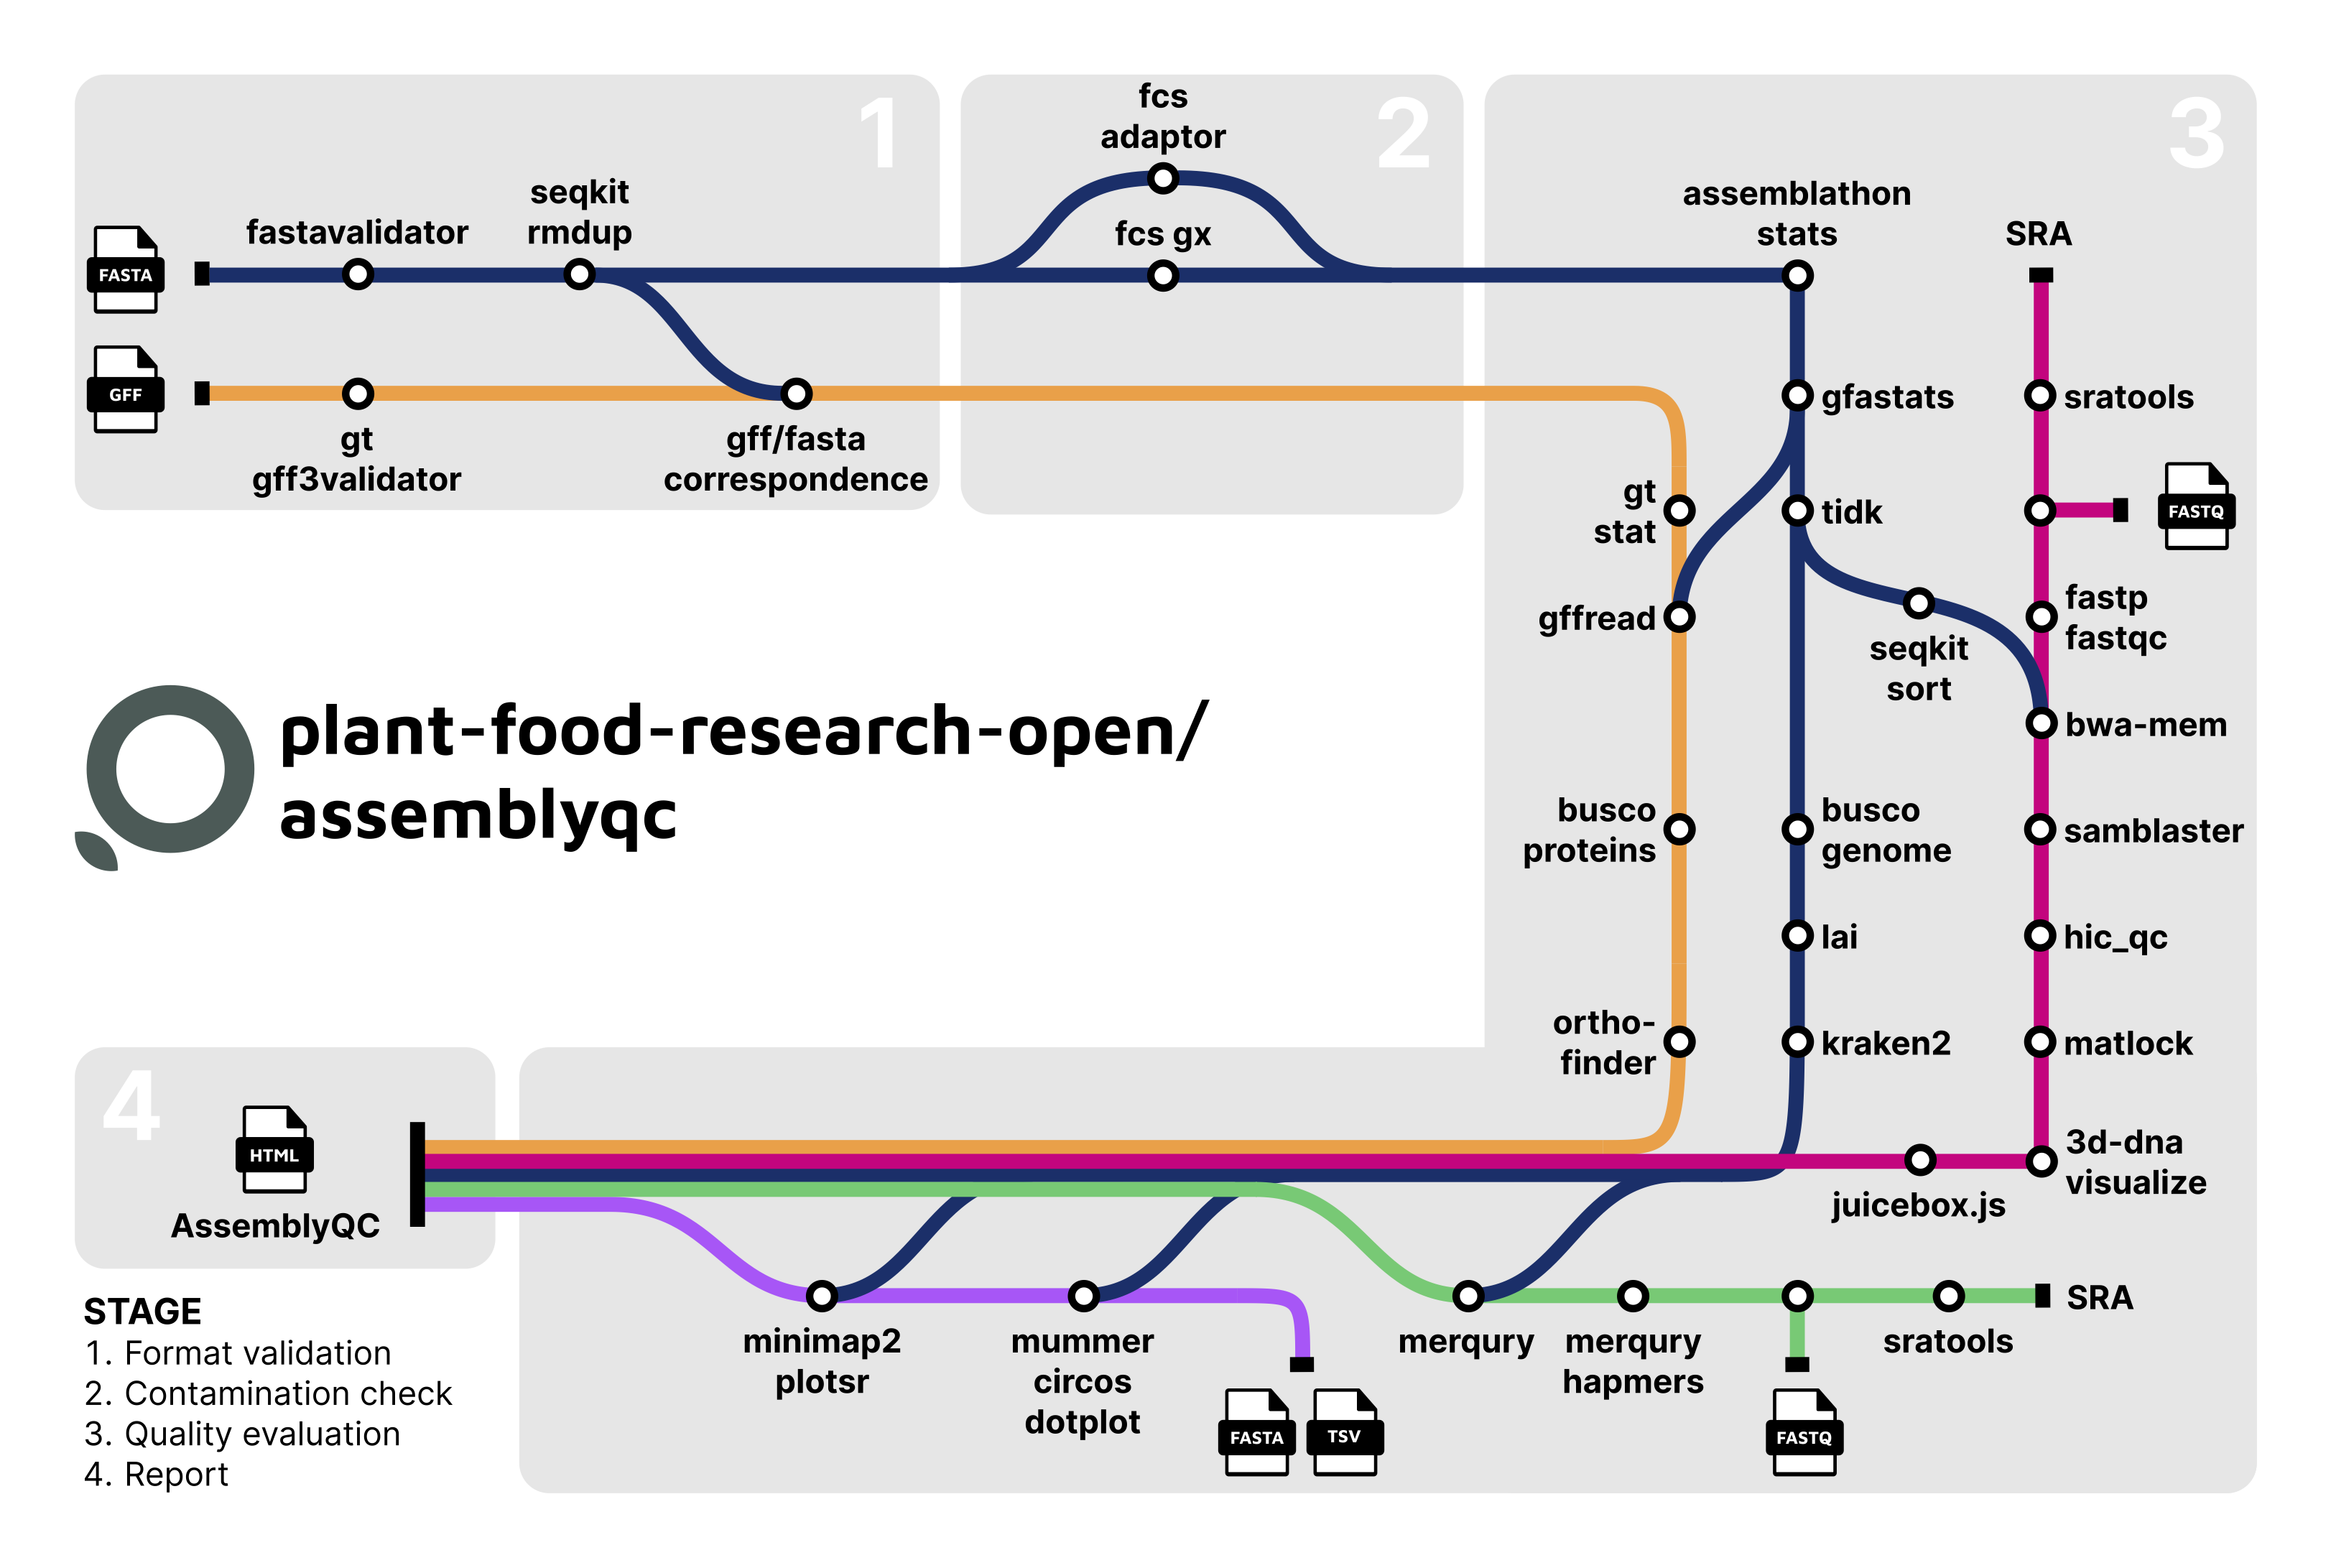 1
2
3
fcs
adaptor
seqkit
rmdup
fastavalidator
fcs gx
assemblathon
stats
SRA
FASTA
GFF
gt
gff3validator
gff/fasta
correspondence
gfastats
sratools
gt
stat
tidk
FASTQ
gffread
fastp
fastqc
seqkit
sort
bwa-mem
plant-food-research-open/
assemblyqc
busco
proteins
busco
genome
samblaster
lai
hic_qc
ortho-
finder
kraken2
matlock
4
HTML
AssemblyQC
3d-dna
visualize
juicebox.js
SRA
minimap2
plotsr
mummer
circos
dotplot
merqury
merqury
hapmers
sratools
FASTA
TSV
FASTQ
STAGE
1. Format validation
2. Contamination check
3. Quality evaluation
4. Report